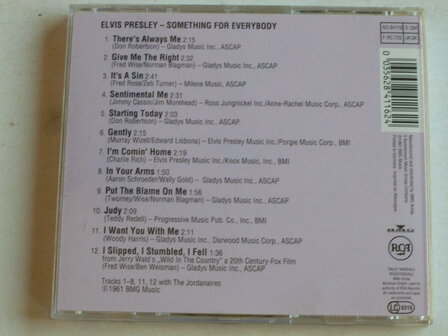 ELVIS PRESLEY – SOMETHING FOR EVERYBODY
1. There's Always Me 2:15
(Don Robertson) – Gladys Music Inc., ASCAP
2. Give Me The Right 2:32
(Fred Wise/Norman Blagman) – Gladys Music Inc., ASCAP
3. It's A Sin 2:41
(Fred Rose/Zeb Turner) – Milene Music, ASCAP
4. Sentimental Me 2:31
(Jimmy Cassin/Jim Morehead) – Ross Jungnickel Inc./Anne-Rachel Music Corp., ASCAP
5. Starting Today 2:03
(Don Robertson) – Gladys Music Inc., ASCAP
6. Gently 2:15
(Murray Wizell/Edward Lisbona) – Elvis Presley Music Inc/Porgie Music Corp., BMI
7. I'm Comin' Home 2:19
(Charlie Rich) – Elvis Presley Music Inc./Knox Music, Inc., BMI
8. In Your Arms 1:50
(Aaron Schroeder/Wally Gold) – Gladys Music Inc., ASCAP
9. Put The Blame On Me 1:56
(Twomey/Wise/Norman Blagman) – Gladys Music Inc., ASCAP
10. Judy 2:09
(Teddy Redell) – Progressive Music Pub. Co., Inc., BMI
11. I Want You With Me 2:11
(Woody Harris) – Gladys Music Inc., Darwood Music Corp., ASCAP
12. I Slipped, I Stumbled, I Fell 1:36
from Jerry Wald's „Wild In The Country" a 20th Century-Fox Film
(Fred Wise/Ben Weisman) – Gladys Music Inc., ASCAP
Tracks 1–8, 11, 12 with The Jordanaires
℗1961 BMG Music
BMG
RCA
LC 0316